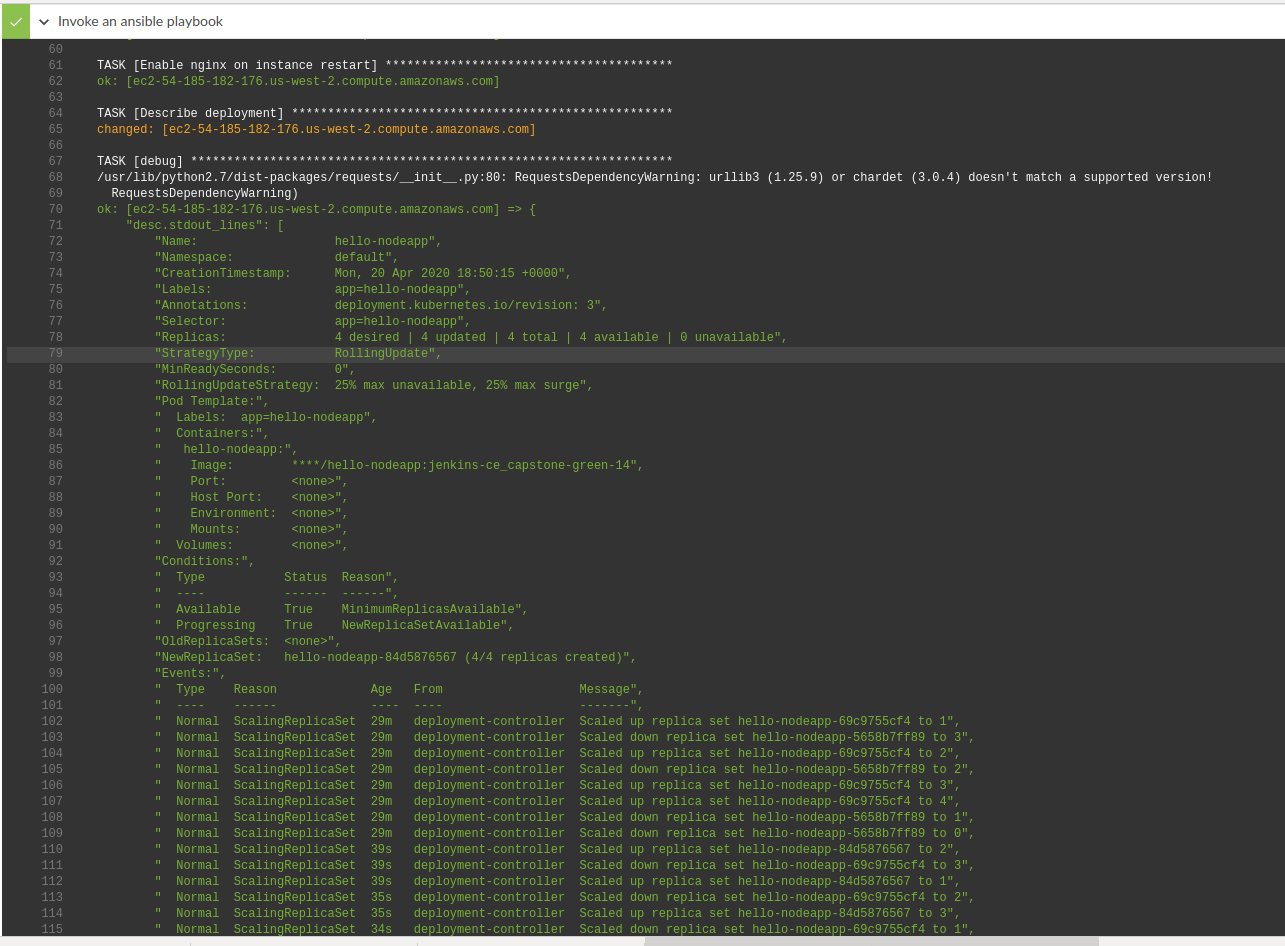 Invoke an ansible playbook
60
61 TASK [Enable nginx on instance restart] ****************************************
62 ok: [ec2-54-185-182-176.us-west-2.compute.amazonaws.com]
63
64 TASK [Describe deployment] *****************************************************
65 changed: [ec2-54-185-182-176.us-west-2.compute.amazonaws.com]
66
67 TASK [debug] *******************************************************************
68 /usr/lib/python2.7/dist-packages/requests/__init__.py:80: RequestsDependencyWarning: urllib3 (1.25.9) or chardet (3.0.4) doesn't match a supported version!
69 RequestsDependencyWarning)
70 ok: [ec2-54-185-182-176.us-west-2.compute.amazonaws.com] => {
71 "desc.stdout_lines": [
72 "Name: hello-nodeapp",
73 "Namespace: default",
74 "CreationTimestamp: Mon, 20 Apr 2020 18:50:15 +0000",
75 "Labels: app=hello-nodeapp",
76 "Annotations: deployment.kubernetes.io/revision: 3",
77 "Selector: app=hello-nodeapp",
78 "Replicas: 4 desired | 4 updated | 4 total | 4 available | 0 unavailable",
79 "StrategyType: RollingUpdate",
80 "MinReadySeconds: 0",
81 "RollingUpdateStrategy: 25% max unavailable, 25% max surge",
82 "Pod Template:",
83 " Labels: app=hello-nodeapp",
84 " Containers:",
85 " hello-nodeapp:",
86 " Image: ****/hello-nodeapp:jenkins-ce_capstone-green-14",
87 " Port: <none>",
88 " Host Port: <none>",
89 " Environment: <none>",
90 " Mounts: <none>",
91 " Volumes: <none>",
92 "Conditions:",
93 " Type Status Reason",
94 " ---- ------ ------",
95 " Available True MinimumReplicasAvailable",
96 " Progressing True NewReplicaSetAvailable",
97 "OldReplicaSets: <none>",
98 "NewReplicaSet: hello-nodeapp-84d5876567 (4/4 replicas created)",
99 "Events:",
100 " Type Reason Age From Message",
101 " ---- ------ ---- ---- -------",
102 " Normal ScalingReplicaSet 29m deployment-controller Scaled up replica set hello-nodeapp-69c9755cf4 to 1",
103 " Normal ScalingReplicaSet 29m deployment-controller Scaled down replica set hello-nodeapp-5658b7ff89 to 3",
104 " Normal ScalingReplicaSet 29m deployment-controller Scaled up replica set hello-nodeapp-69c9755cf4 to 2",
105 " Normal ScalingReplicaSet 29m deployment-controller Scaled down replica set hello-nodeapp-5658b7ff89 to 2",
106 " Normal ScalingReplicaSet 29m deployment-controller Scaled up replica set hello-nodeapp-69c9755cf4 to 3",
107 " Normal ScalingReplicaSet 29m deployment-controller Scaled up replica set hello-nodeapp-69c9755cf4 to 4",
108 " Normal ScalingReplicaSet 29m deployment-controller Scaled down replica set hello-nodeapp-5658b7ff89 to 1",
109 " Normal ScalingReplicaSet 29m deployment-controller Scaled down replica set hello-nodeapp-5658b7ff89 to 0",
110 " Normal ScalingReplicaSet 39s deployment-controller Scaled up replica set hello-nodeapp-84d5876567 to 2",
111 " Normal ScalingReplicaSet 39s deployment-controller Scaled down replica set hello-nodeapp-69c9755cf4 to 3",
112 " Normal ScalingReplicaSet 39s deployment-controller Scaled up replica set hello-nodeapp-84d5876567 to 1",
113 " Normal ScalingReplicaSet 35s deployment-controller Scaled down replica set hello-nodeapp-69c9755cf4 to 2",
114 " Normal ScalingReplicaSet 35s deployment-controller Scaled up replica set hello-nodeapp-84d5876567 to 3",
115 " Normal ScalingReplicaSet 34s deployment-controller Scaled down replica set hello-nodeapp-69c9755cf4 to 1",